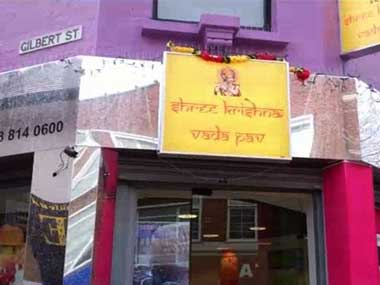 GILBERT ST
8 814 0600
shree krishna
vada pav
A